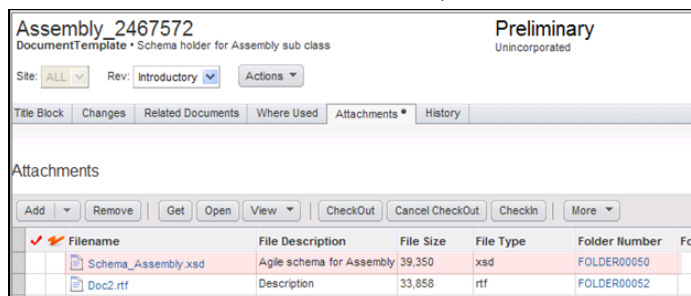 Assembly_2467572
Preliminary
DocumentTemplate • Schema holder for Assembly sub class
Unincorporated
Site: ALL Rev: Introductory Actions
Title Block Changes Related Documents Where Used Attachments • History
Attachments
Add Remove Get Open View CheckOut Cancel CheckOut CheckIn More
Filename File Description File Size File Type Folder Number Fo
Schema_Assembly.xsd Agile schema for Assembly 39,350 xsd FOLDER00050
Doc2.rtf Description 33,858 rtf FOLDER00052